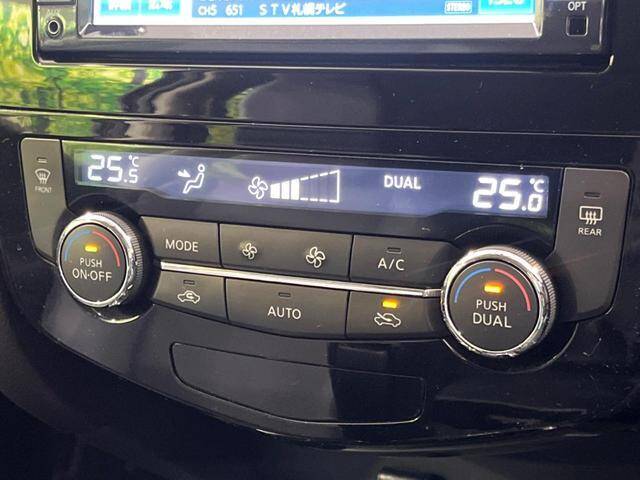 AUX
CH5 651 STV札幌テレビ
STEREO
OPT
25.5°C
DUAL
25.0°C
FRONT
REAR
PUSH
ON·OFF
MODE
A/C
PUSH
DUAL
AUTO